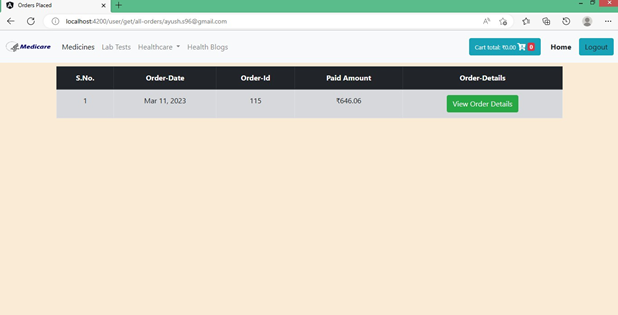 Orders Placed
localhost:4200/user/get/all-orders/ayush.z96@gmail.com
Medicare Medicines Lab Tests Healthcare Health Blogs Cart total: ₹0.00 0 Home Logout
S.No. Order-Date Order-Id Paid Amount Order-Details
1 Mar 11, 2023 115 ₹646.06 View Order Details